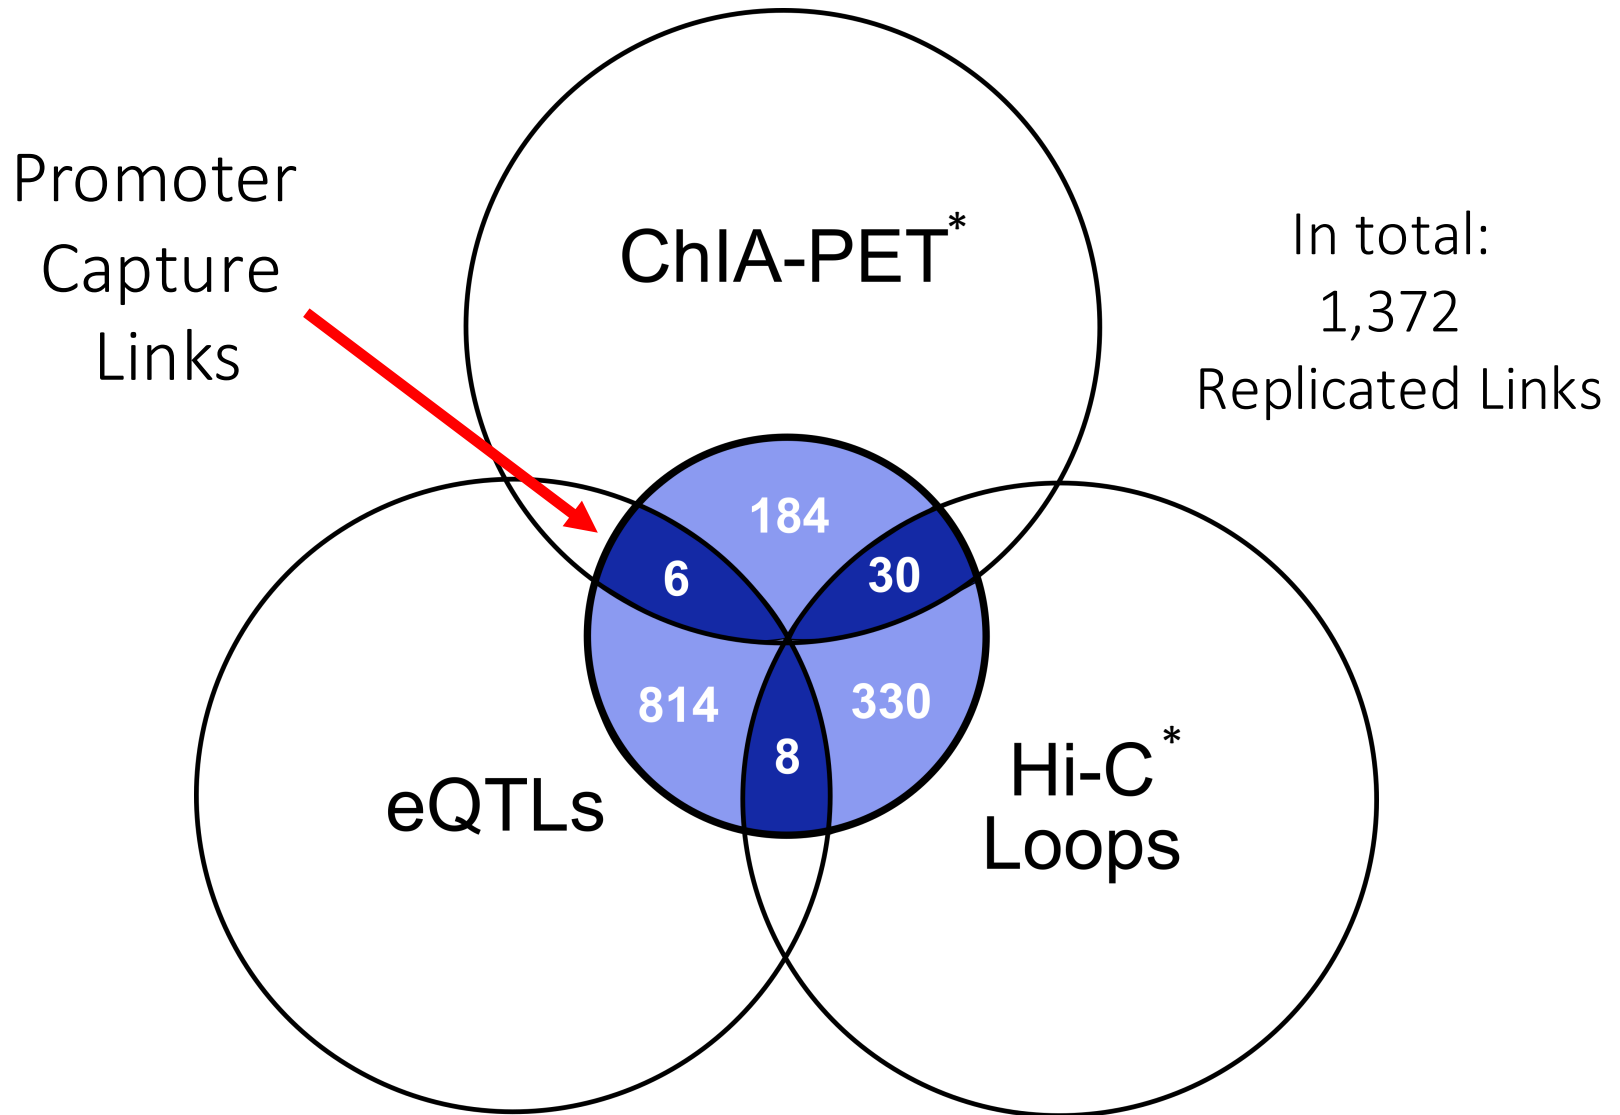 Promoter
Capture
Links
ChIA-PET*
In total:
1,372
Replicated Links
184
6
30
814
330
8
eQTLs
Hi-C*
Loops